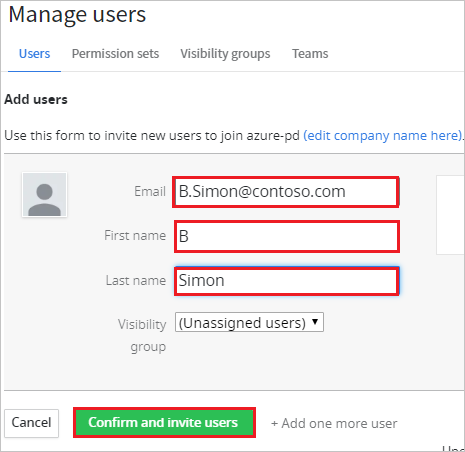 Manage users
Users Permission sets Visibility groups Teams
Add users
Use this form to invite new users to join azure-pd (edit company name here).
Email B.Simon@contoso.com
First name B
Last name Simon
Visibility group (Unassigned users)
Cancel Confirm and invite users + Add one more user